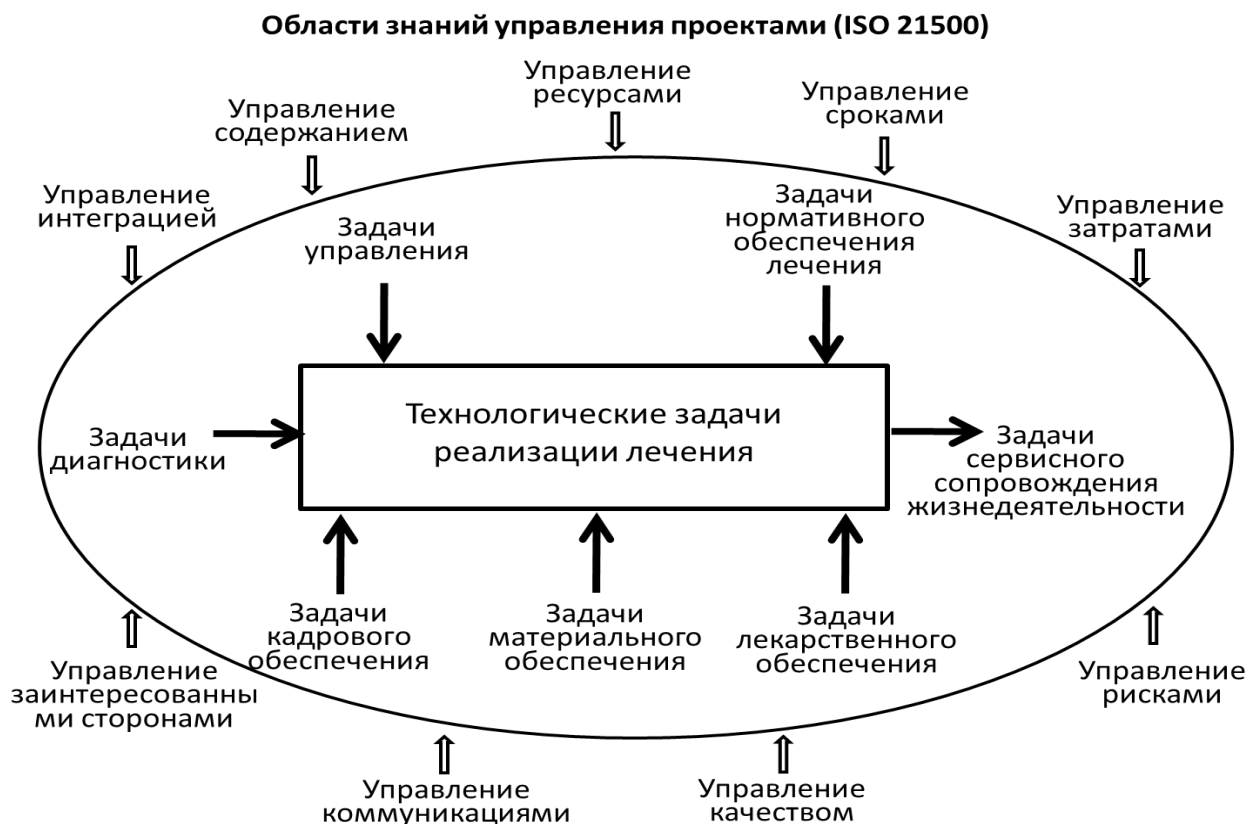 Области знаний управления проектами (ISO 21500)
Управление
ресурсами
Управление
сроками
Управление
содержанием
Управление
интеграцией
Управление
затратами
Задачи
управления
Задачи
нормативного
обеспечения
лечения
Технологические задачи
реализации лечения
Задачи
диагностики
Задачи
сервисного
сопровождения
жизнедеятельности
Задачи
кадрового
обеспечения
Задачи
материального
обеспечения
Задачи
лекарственного
обеспечения
Управление
заинтересованны
ми сторонами
Управление
рисками
Управление
коммуникациями
Управление
качеством